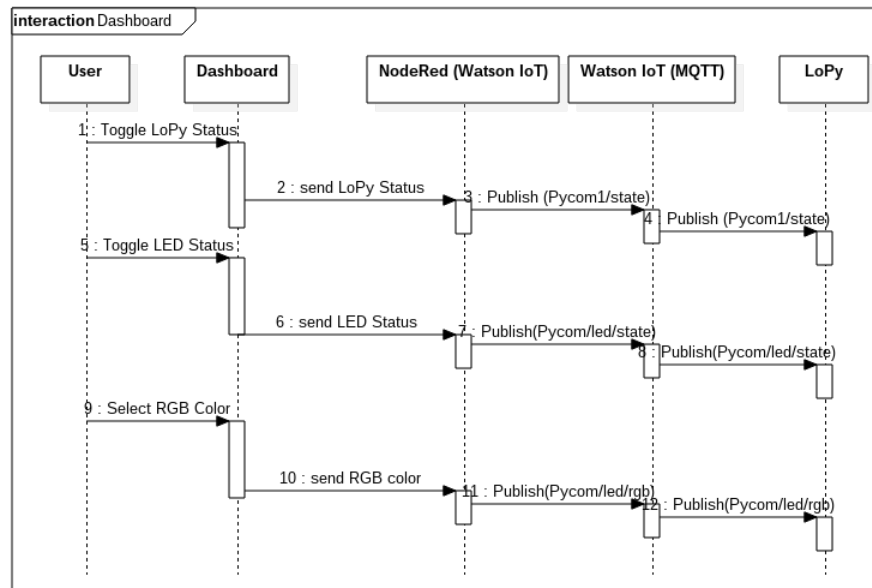 interaction Dashboard
User
Dashboard
NodeRed (Watson IoT)
Watson IoT (MQTT)
LoPy
1 : Toggle LoPy Status
2 : send LoPy Status
3 : Publish (Pycom1/state)
4 : Publish (Pycom1/state)
5 : Toggle LED Status
6 : send LED Status
7 : Publish(Pycom/led/state)
8 : Publish(Pycom/led/state)
9 : Select RGB Color
10 : send RGB color
11 : Publish(Pycom/led/rgb)
12 : Publish(Pycom/led/rgb)